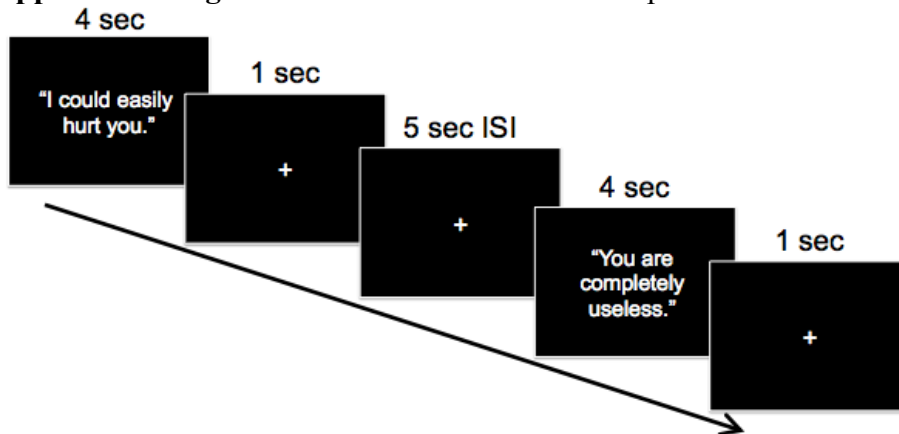 4 sec
“I could easily
hurt you.”
1 sec
+
5 sec ISI
+
4 sec
“You are
completely
useless.”
1 sec
+